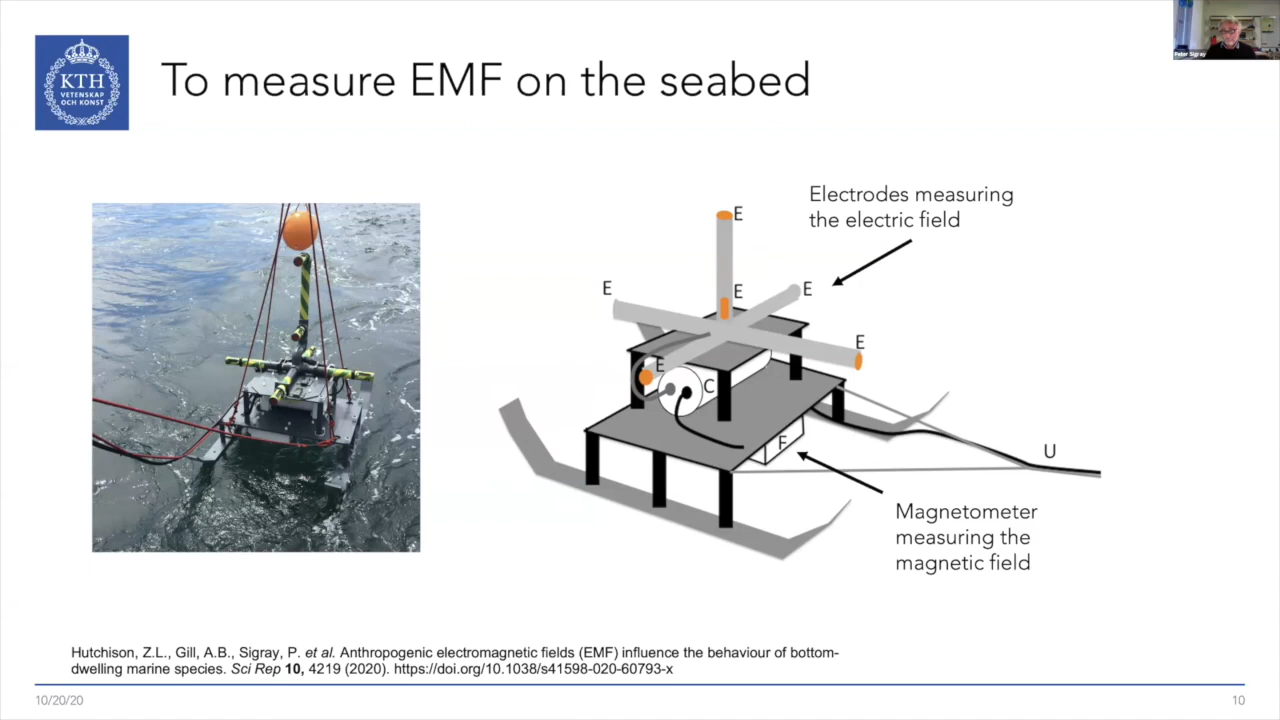 Peter Sigray
KTH
VETENSKAP
OCH KONST
To measure EMF on the seabed
Electrodes measuring
the electric field
E
E
E
E
E
E
C
F
U
Magnetometer
measuring the
magnetic field
Hutchison, Z.L., Gill, A.B., Sigray, P. et al. Anthropogenic electromagnetic fields (EMF) influence the behaviour of bottom-
dwelling marine species. Sci Rep 10, 4219 (2020). https://doi.org/10.1038/s41598-020-60793-x
10/20/20
10